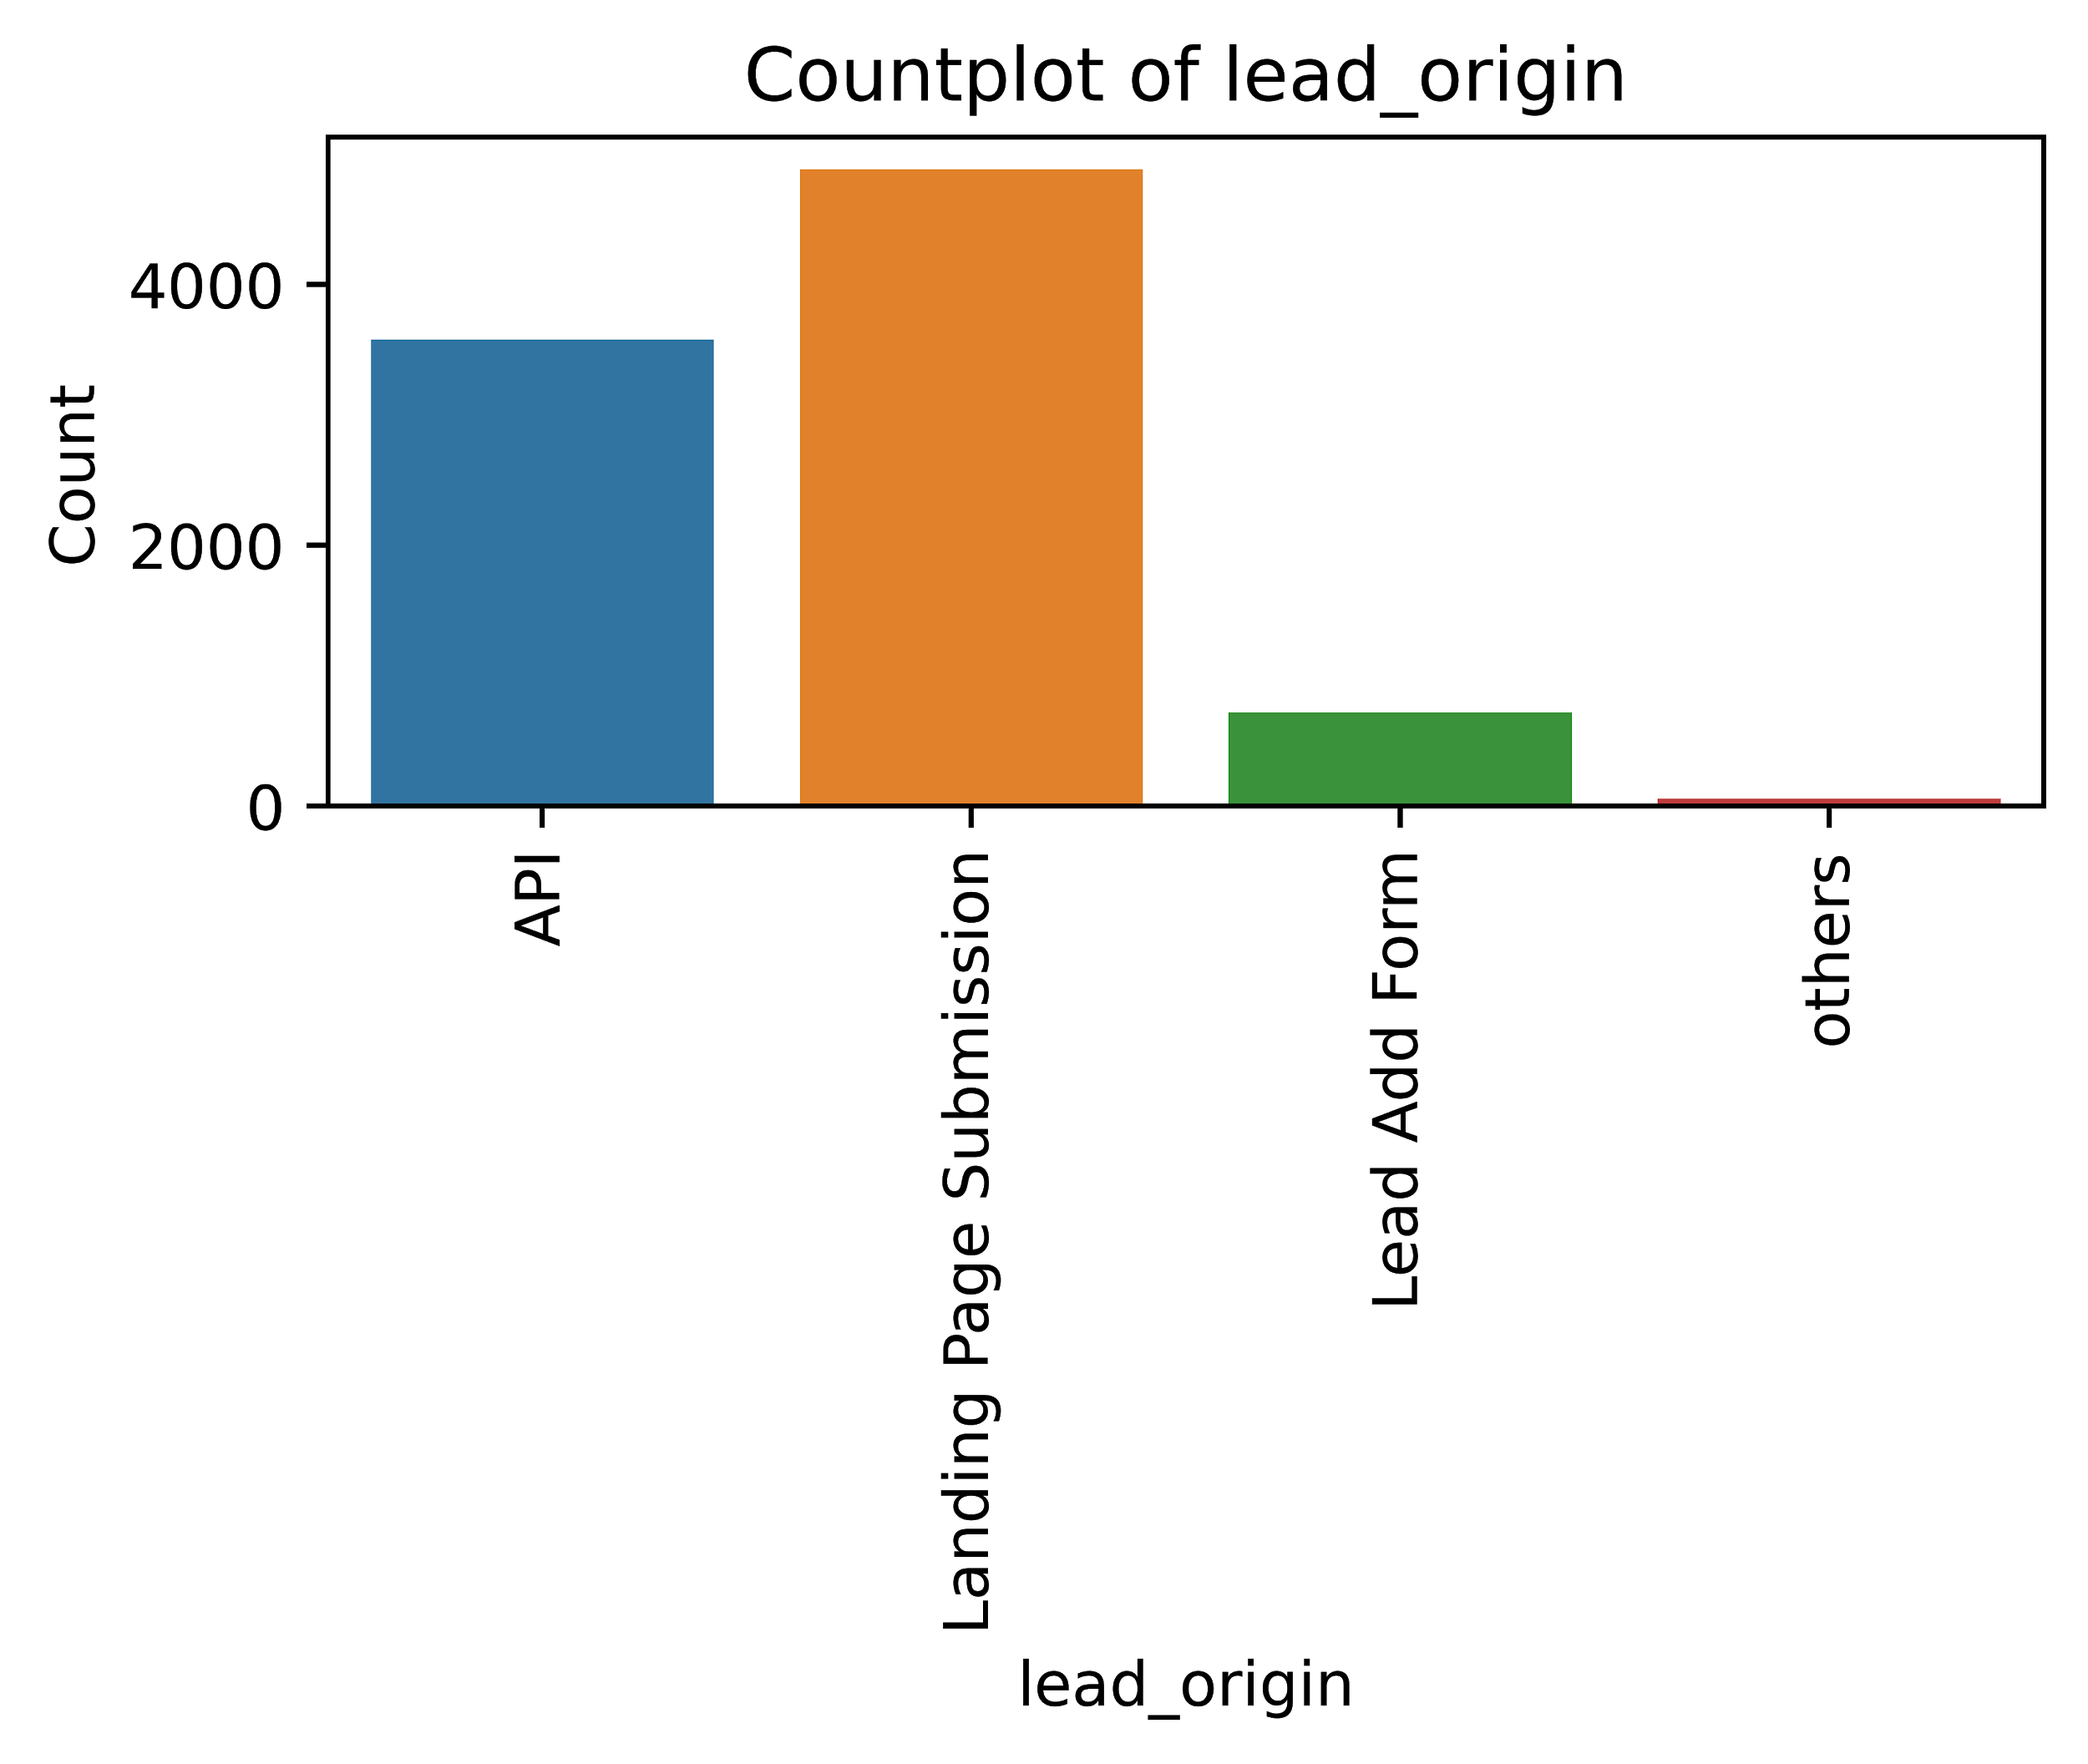 Countplot of lead_origin
Count
4000
2000
0
API
Landing Page Submission
Lead Add Form
others
lead_origin